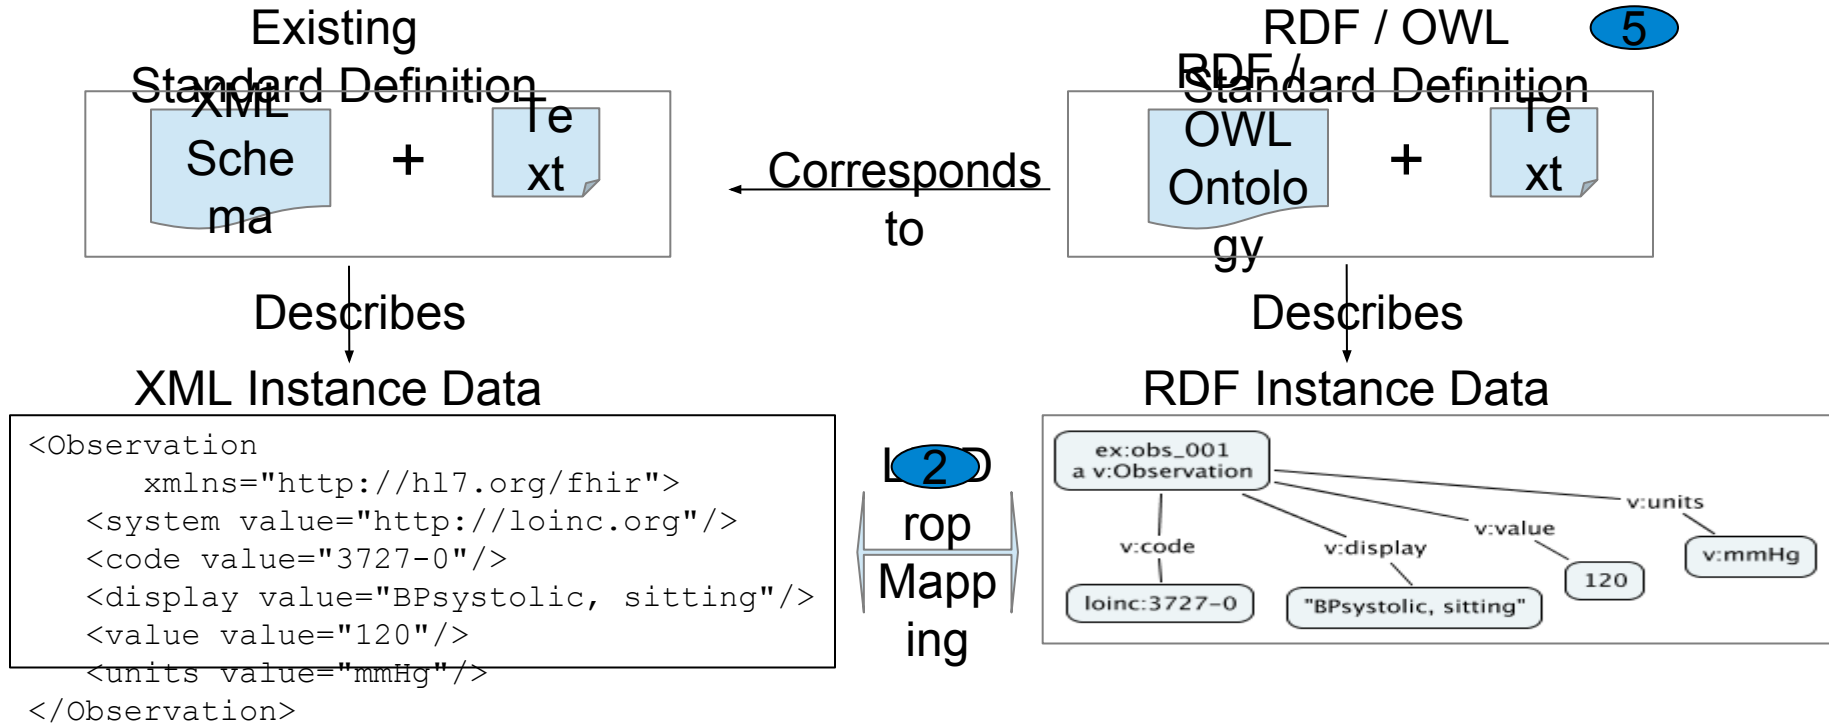 Existing
Standard Definition
XML
Sche
ma
+
Te
xt
Corresponds
to
RDF / OWL
Standard Definition
5
RDF /
OWL
Ontolo
gy
+
Te
xt
Describes
Describes
XML Instance Data
RDF Instance Data
<Observation
xmlns="http://hl7.org/fhir">
<system value="http://loinc.org"/>
<code value="3727-0"/>
<display value="BPsystolic, sitting"/>
<value value="120"/>
<units value="mmHg"/>
</Observation>
2
rop
Mapp
ing
ex:obs_001
a v:Observation
v:units
v:value
v:code
v:display
v:mmHg
120
loinc:3727-0
"BPsystolic, sitting"